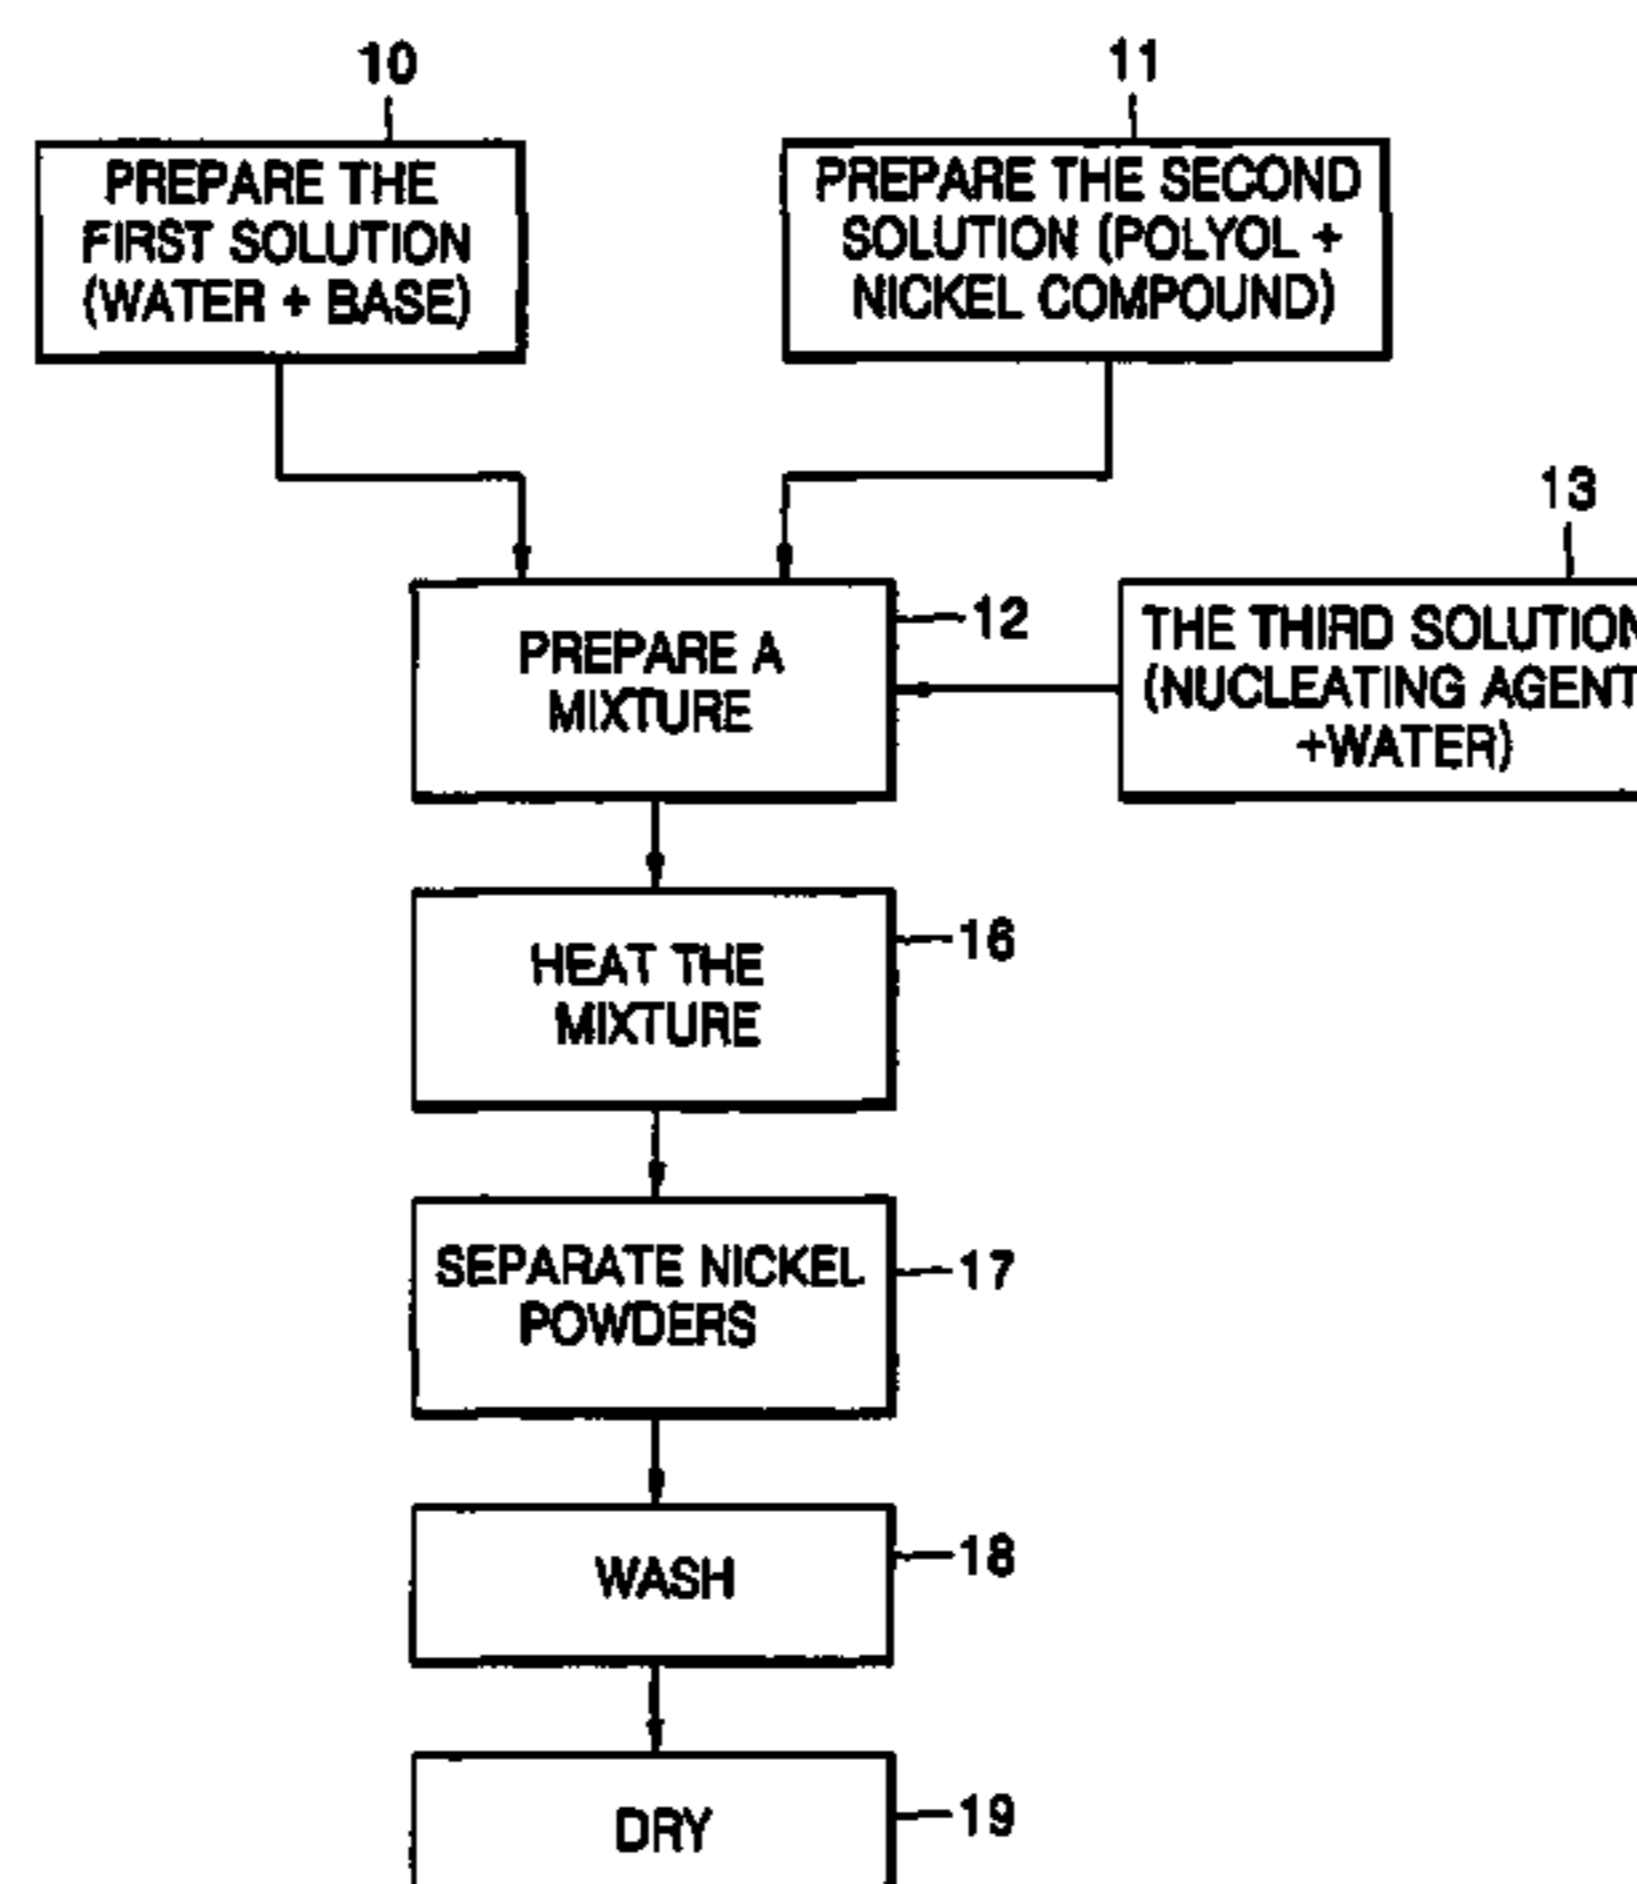 10
PREPARE THE
FIRST SOLUTION
(WATER + BASE)
11
PREPARE THE SECOND
SOLUTION (POLYOL +
NICKEL COMPOUND)
12
PREPARE A
MIXTURE
13
THE THIRD SOLUTION
(NUCLEATING AGENT
+WATER)
16
HEAT THE
MIXTURE
17
SEPARATE NICKEL
POWDERS
18
WASH
19
DRY